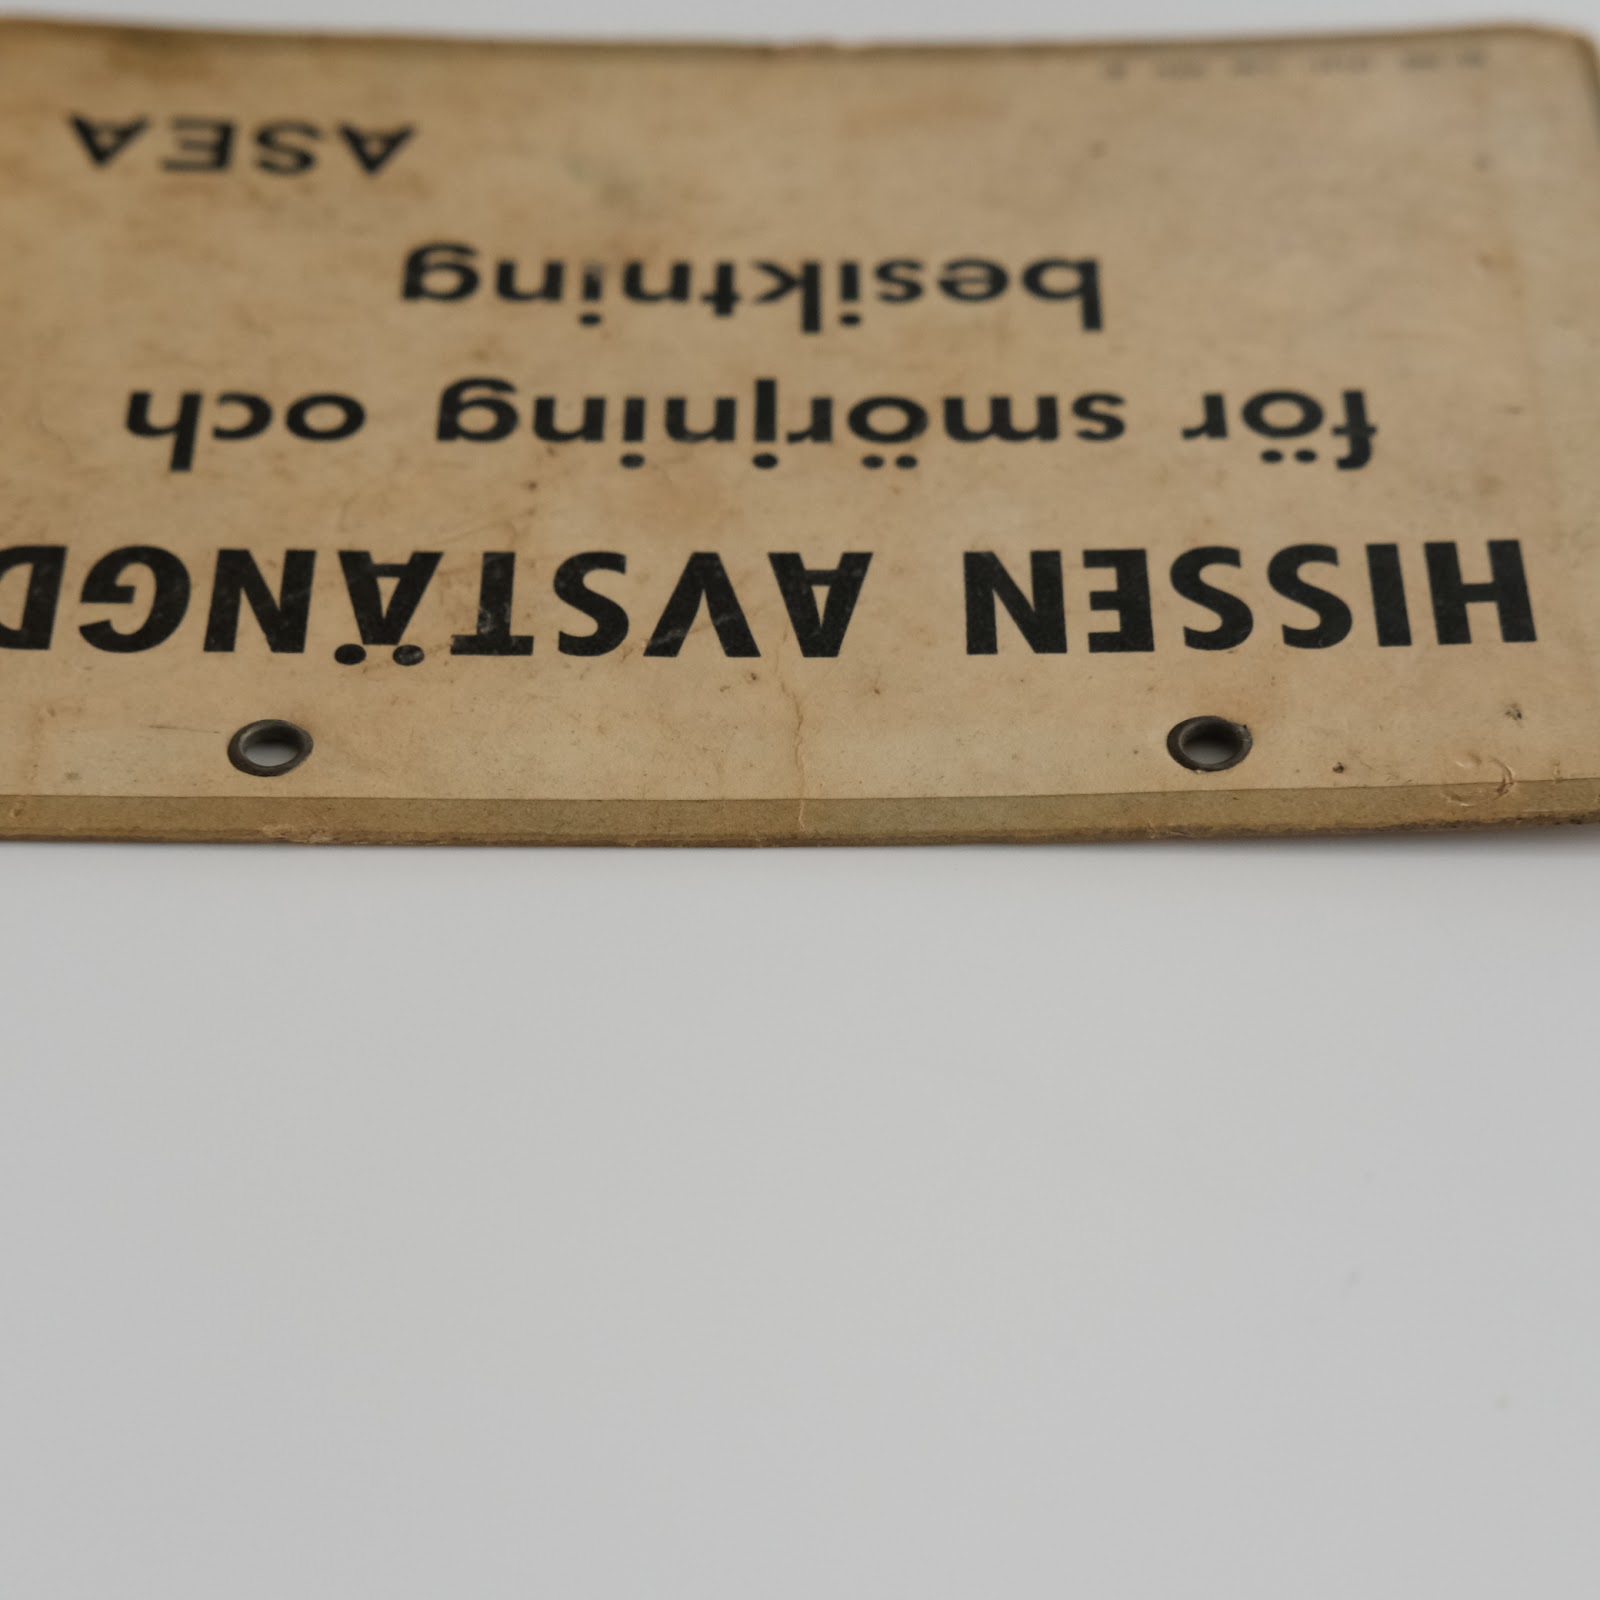 HISSEN AVSTÄNGD
för smörjning och
besiktning
ASEA